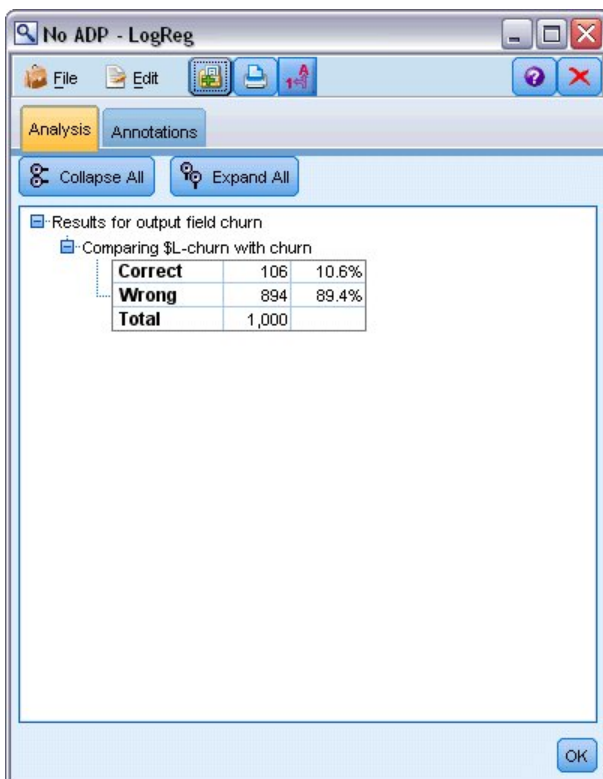 No ADP - LogReg
File Edit
Analysis Annotations
Collapse All Expand All
Results for output field churn
Comparing $L-churn with churn
Correct 106 10.6%
Wrong 894 89.4%
Total 1,000
OK